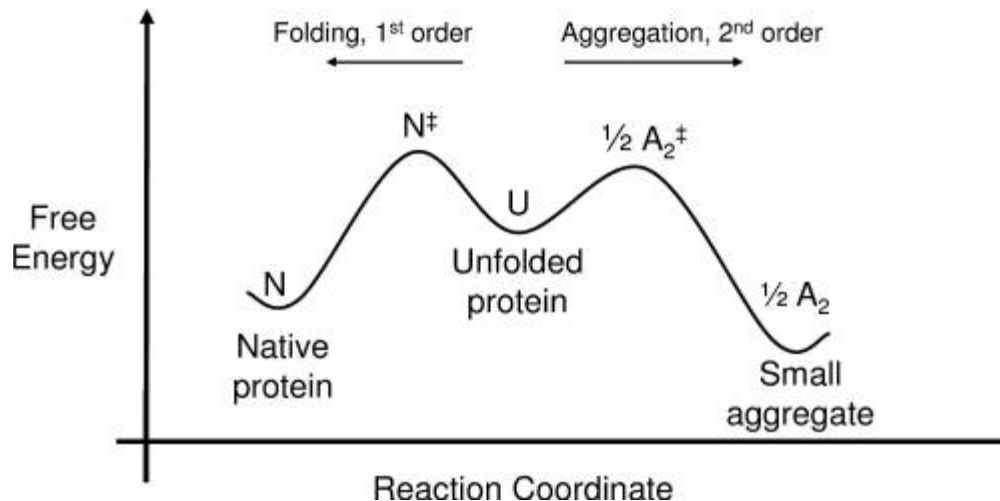 Folding, 1st order
Aggregation, 2nd order
N‡
½ A2‡
U
Free
Energy
Unfolded
protein
N
½ A2
Native
protein
Small
aggregate
Reaction Coordinate